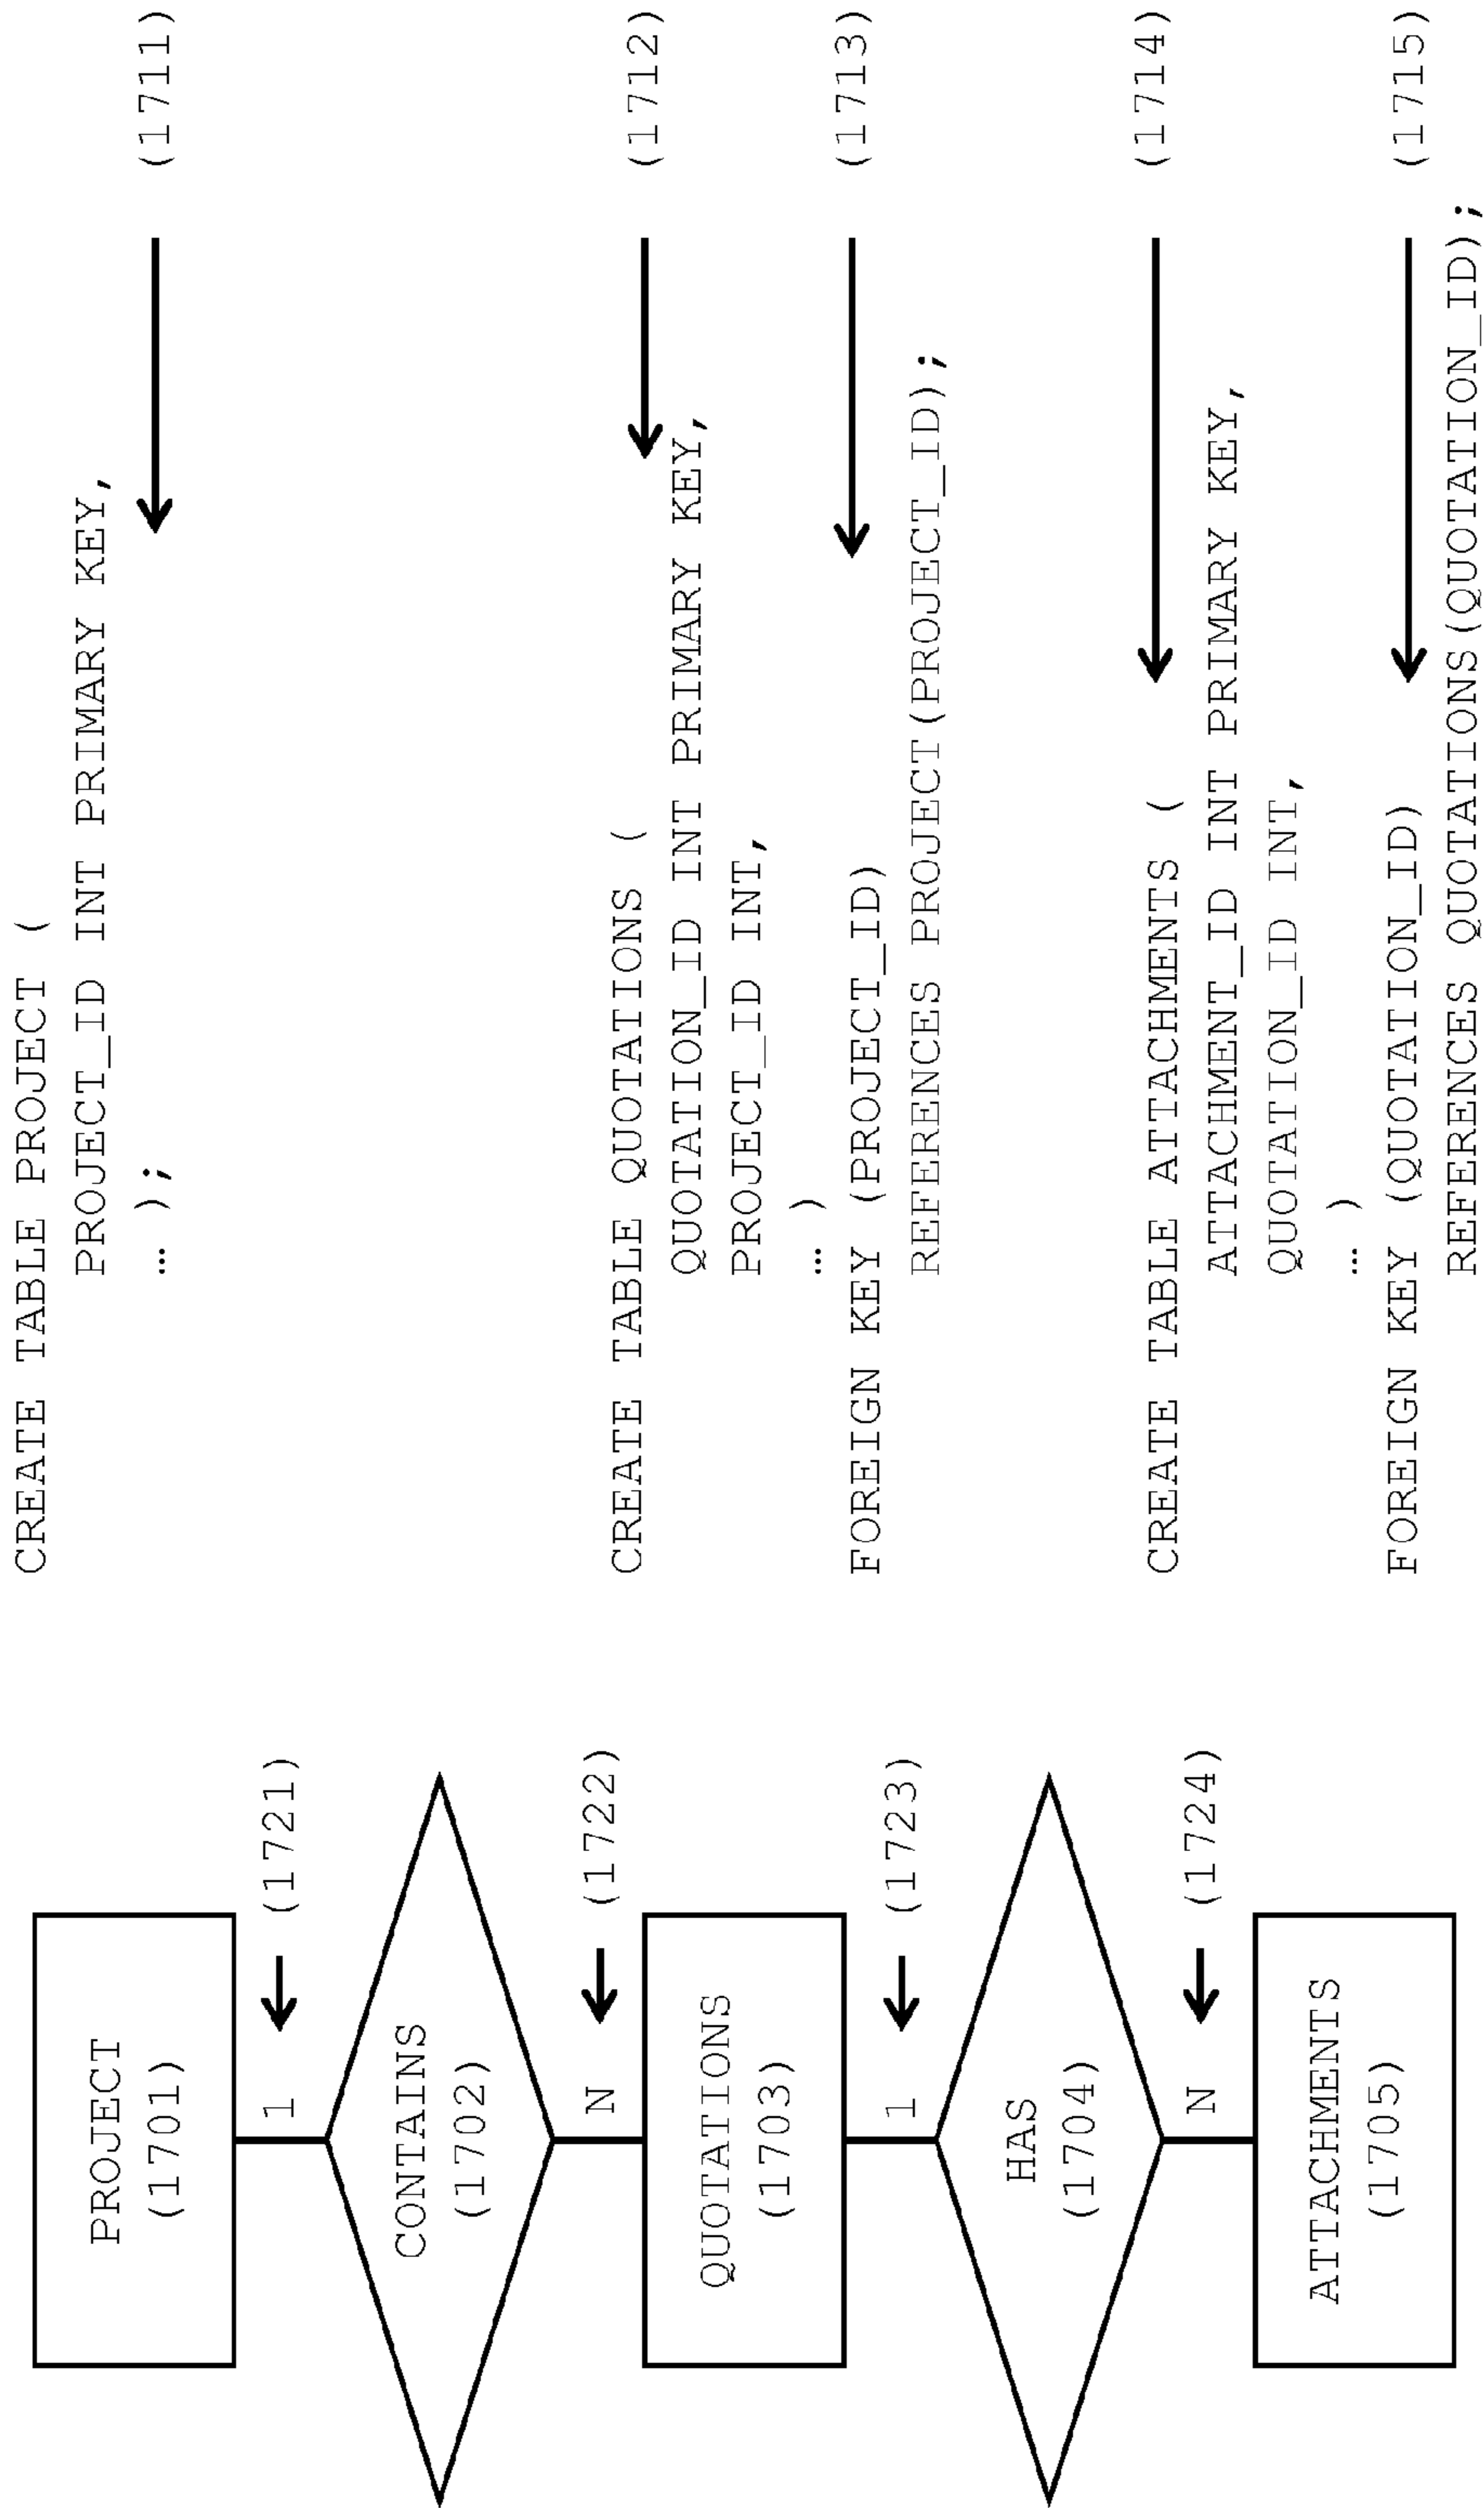 PROJECT
(1701)
1 (1721)
CONTAINS
(1702)
N (1722)
QUOTATIONS
(1703)
1 (1723)
HAS
(1704)
N (1724)
ATTACHMENTS
(1705)
CREATE TABLE PROJECT (
PROJECT_ID INT PRIMARY KEY,
… ); (1711)
CREATE TABLE QUOTATIONS ( (1712)
QUOTATION_ID INT PRIMARY KEY,
PROJECT_ID INT,
… )
FOREIGN KEY (PROJECT_ID) (1713)
REFERENCES PROJECT(PROJECT_ID);
CREATE TABLE ATTACHMENTS ( (1714)
ATTACHMENT_ID INT PRIMARY KEY,
QUOTATION_ID INT,
… )
FOREIGN KEY (QUOTATION_ID) (1715)
REFERENCES QUOTATIONS(QUOTATION_ID);